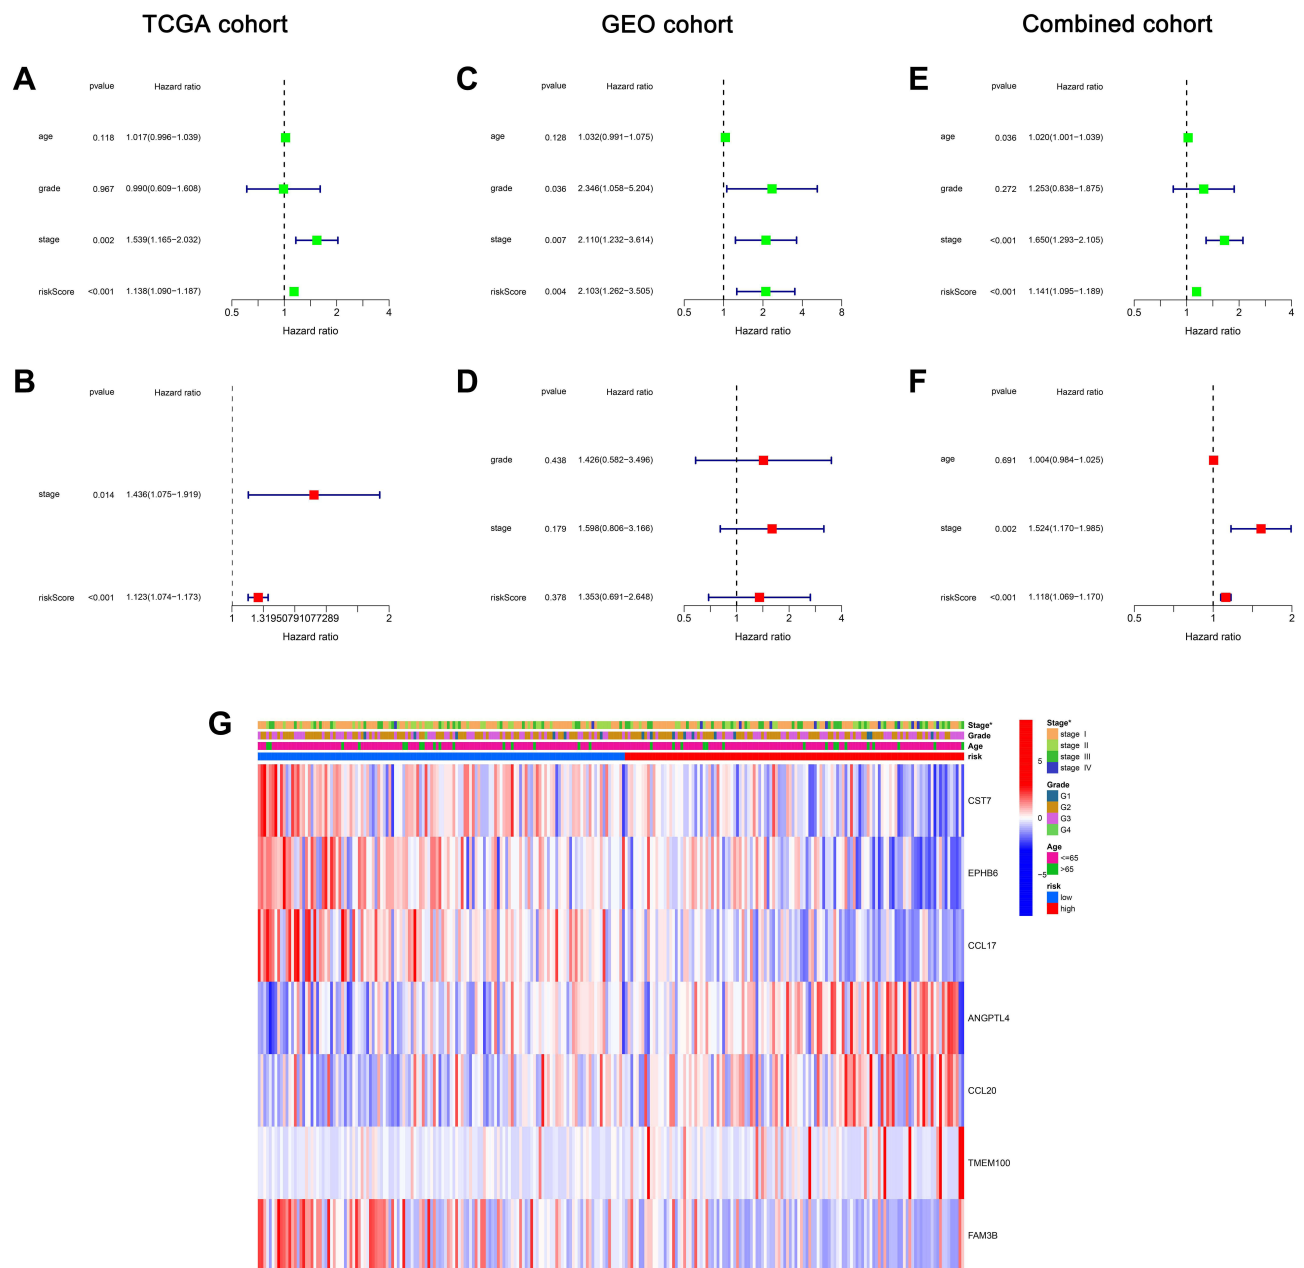 TCGA cohort
GEO cohort
Combined cohort
A
pvalue Hazard ratio
age 0.118 1.017(0.996−1.039)
grade 0.967 0.990(0.609−1.608)
stage 0.002 1.539(1.165−2.032)
riskScore <0.001 1.138(1.090−1.187)
0.5 1 2 4
Hazard ratio
C
pvalue Hazard ratio
age 0.128 1.032(0.991−1.075)
grade 0.036 2.346(1.058−5.204)
stage 0.007 2.110(1.232−3.614)
riskScore 0.004 2.103(1.262−3.505)
0.5 1 2 4 8
Hazard ratio
E
pvalue Hazard ratio
age 0.036 1.020(1.001−1.039)
grade 0.272 1.253(0.838−1.875)
stage <0.001 1.650(1.293−2.105)
riskScore <0.001 1.141(1.095−1.189)
0.5 1 2 4
Hazard ratio
B
pvalue Hazard ratio
stage 0.014 1.436(1.075−1.919)
riskScore <0.001 1.123(1.074−1.173)
1 1.31950791077289 2
Hazard ratio
D
pvalue Hazard ratio
grade 0.438 1.426(0.582−3.496)
stage 0.179 1.598(0.806−3.166)
riskScore 0.378 1.353(0.691−2.648)
0.5 1 2 4
Hazard ratio
F
pvalue Hazard ratio
age 0.691 1.004(0.984−1.025)
stage 0.002 1.524(1.170−1.985)
riskScore <0.001 1.118(1.069−1.170)
0.5 1 2
Hazard ratio
G
Stage*
Grade
Age
risk
CST7
EPHB6
CCL17
ANGPTL4
CCL20
TMEM100
FAM3B
5
0
−5
Stage*
stage I
stage II
stage III
stage IV
Grade
G1
G2
G3
G4
Age
<=65
>65
risk
low
high